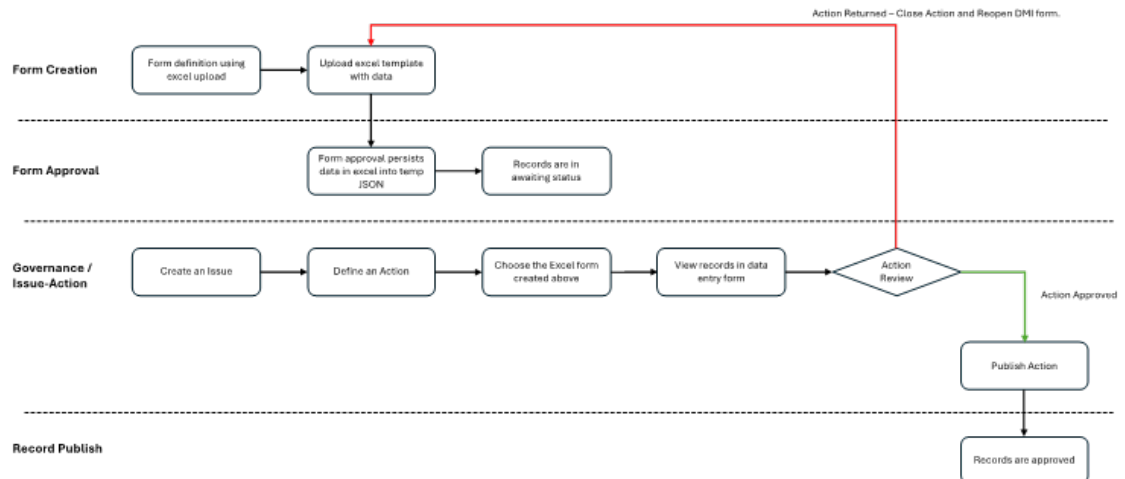 Action Returned – Close Action and Reopen DMI form.
Form Creation
Form definition using
excel upload
Upload excel template
with data
Form Approval
Form approval persists
data in excel into temp
JSON
Records are in
awaiting status
Governance /
Issue-Action
Create an Issue
Define an Action
Choose the Excel form
created above
View records in data
entry form
Action
Review
Action Approved
Publish Action
Record Publish
Records are approved